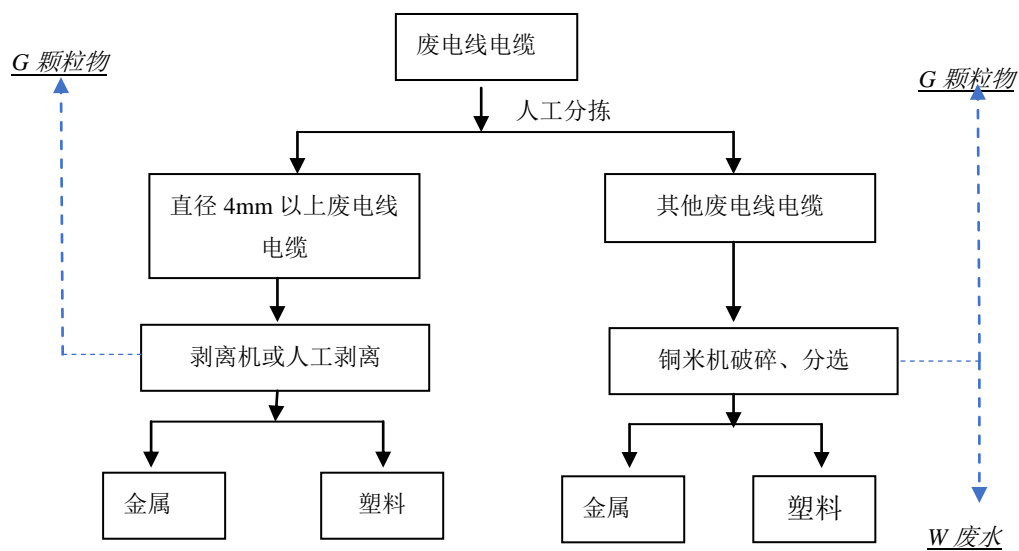 废电线电缆
G 颗粒物
G 颗粒物
人工分拣
直径 4mm 以上废电线
电缆
其他废电线电缆
剥离机或人工剥离
铜米机破碎、分选
金属
塑料
金属
塑料
W 废水